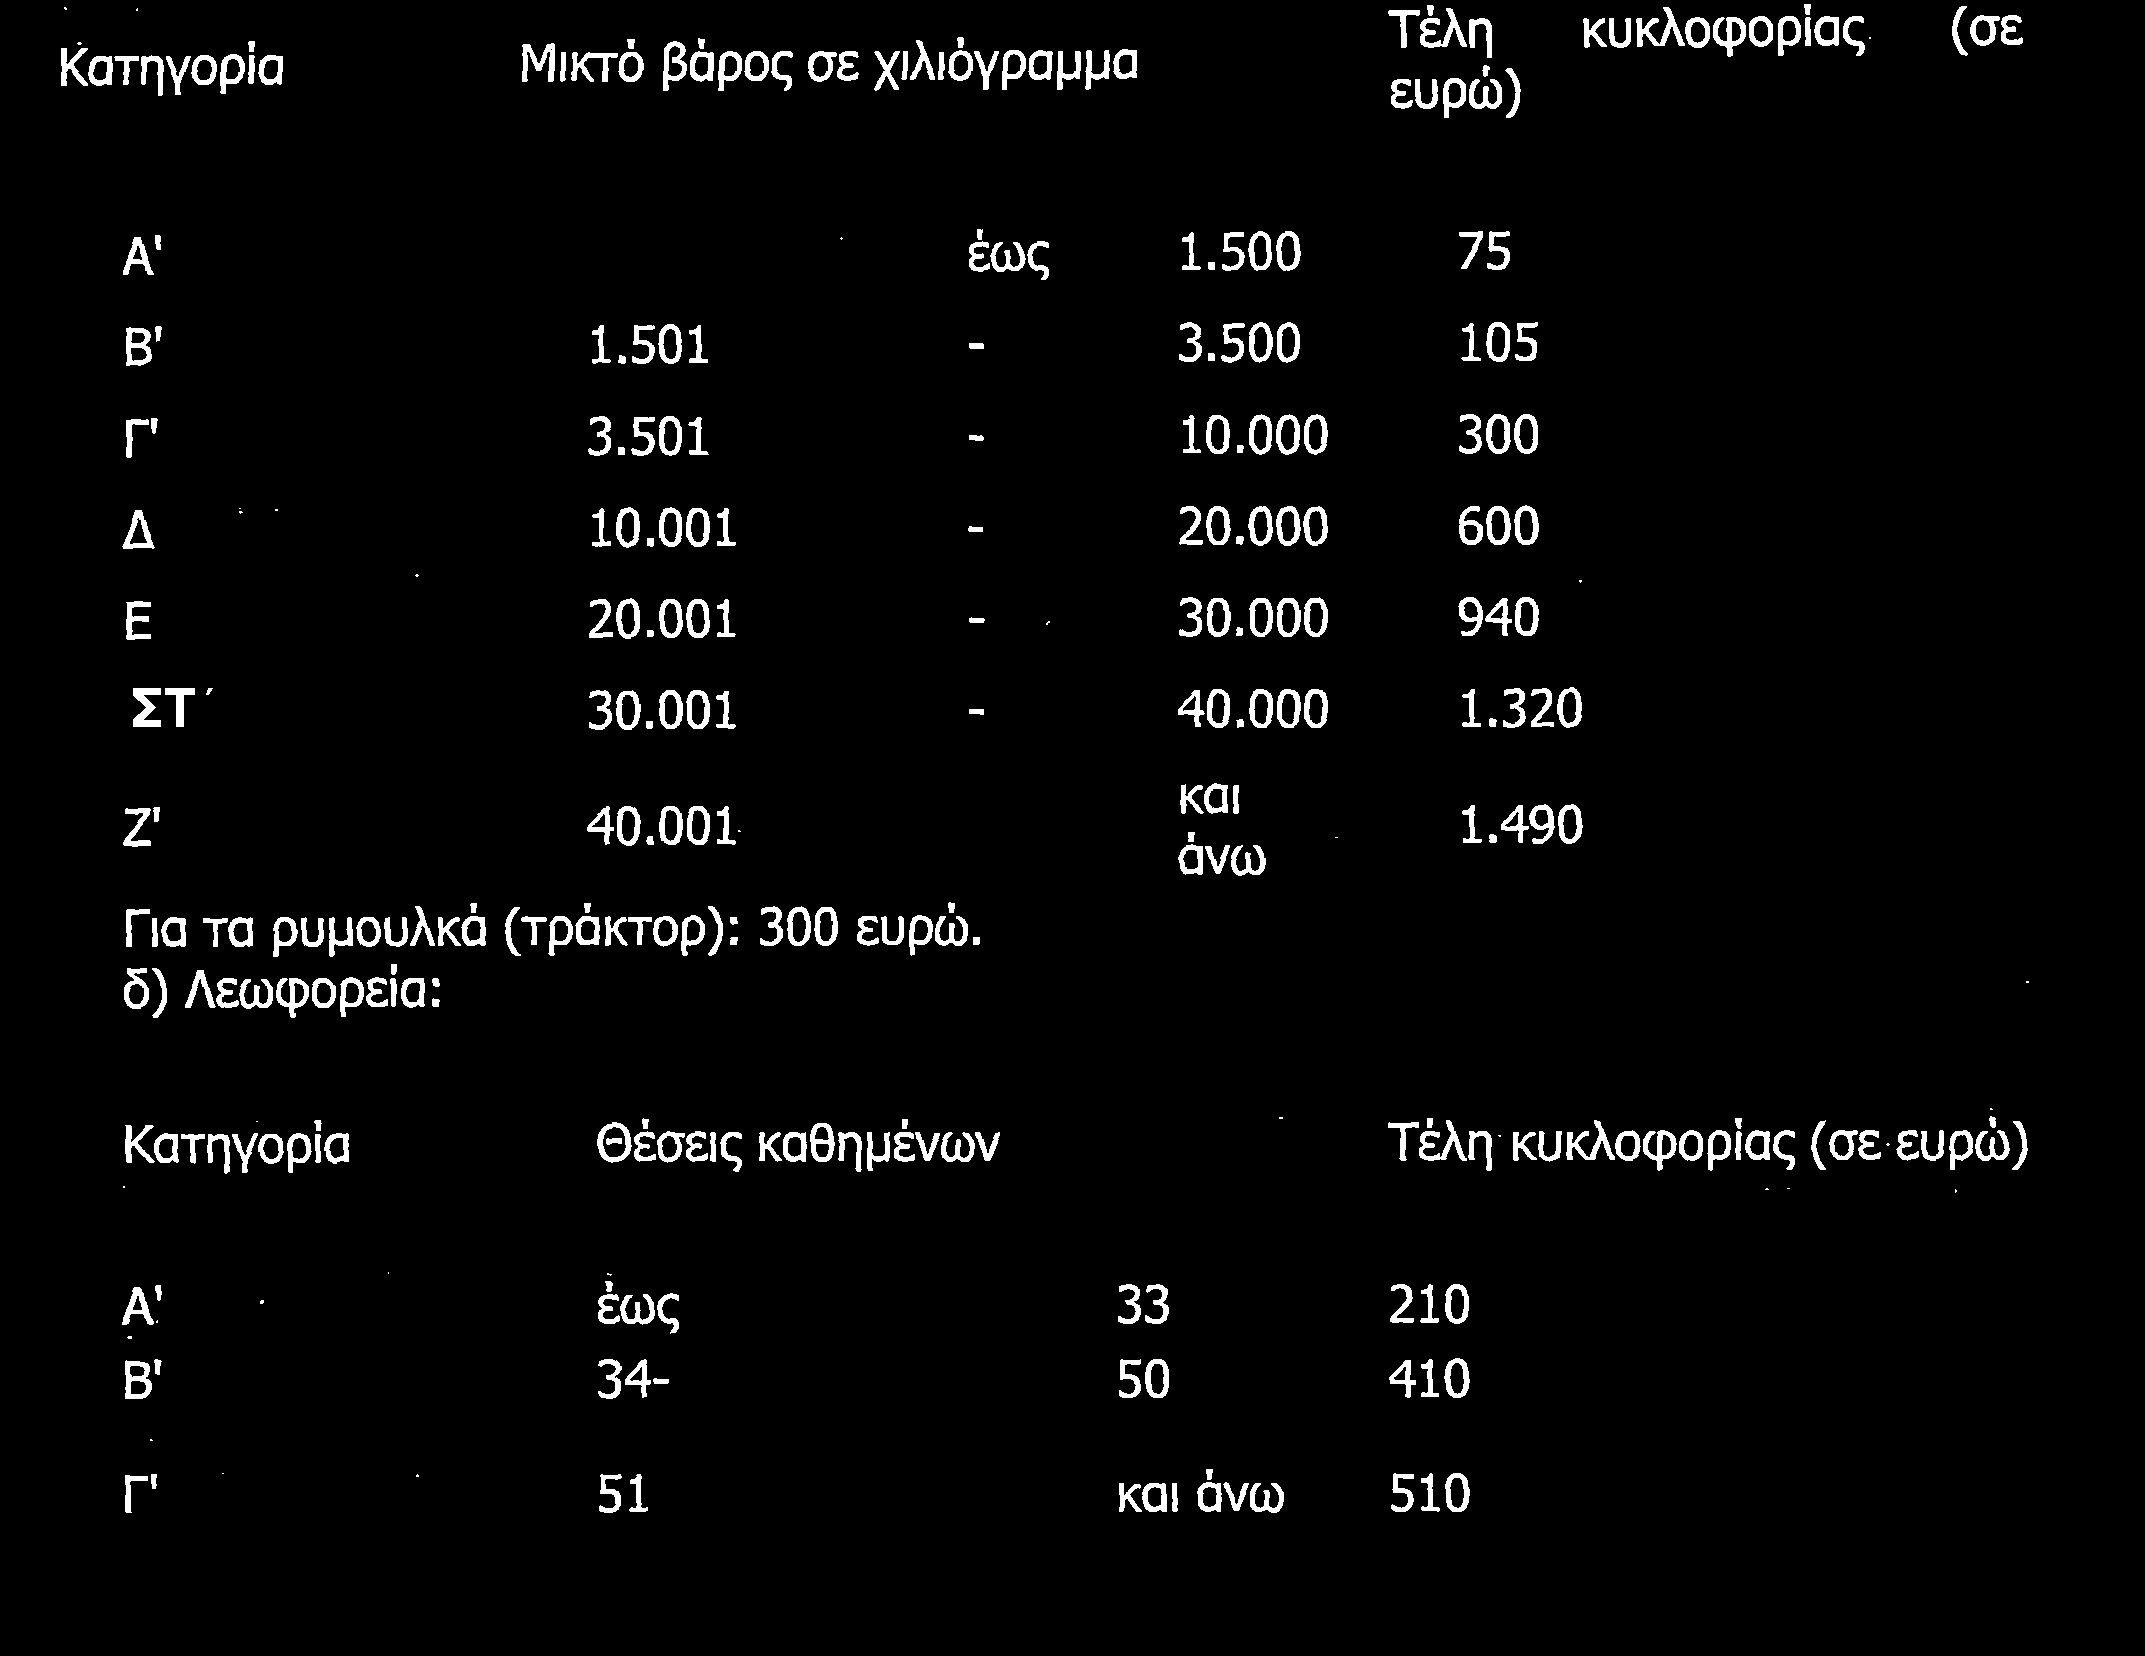 Κατηγορία Μικτό βάρος σε χιλιόγραμμα Τέλη κυκλοφορίας (σε
ευρώ)
Α' έως 1.500 75
Β' 1.501 - 3.500 105
Γ' 3.501 - 10.000 300
Δ 10.001 - 20.000 600
Ε 20.001 - 30.000 940
ΣΤ΄ 30.001 - 40.000 1.320
Ζ' 40.001 και 1.490
άνω
Για τα ρυμουλκά (τράκτορ): 300 ευρώ.
δ) Λεωφορεία:
Κατηγορία Θέσεις καθημένων Τέλη κυκλοφορίας (σε ευρώ)
Α' έως 33 210
Β' 34- 50 410
Γ' 51 και άνω 510